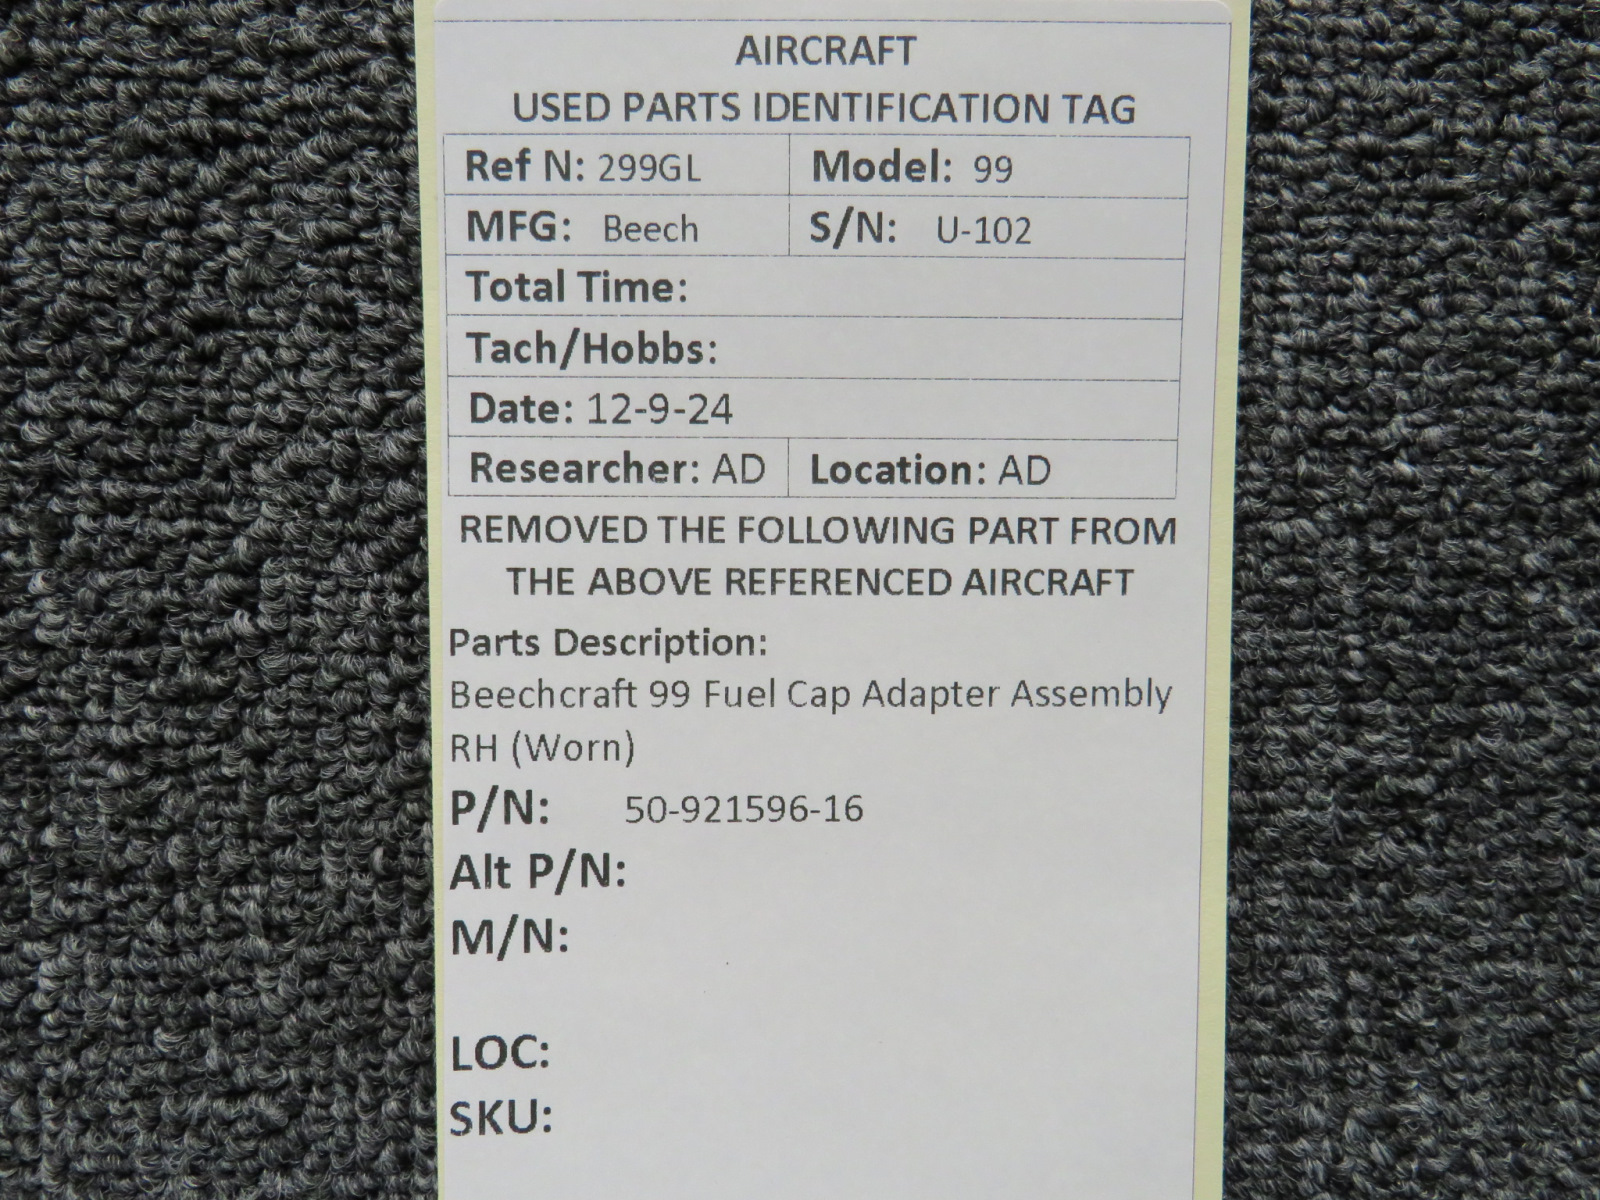 AIRCRAFT
USED PARTS IDENTIFICATION TAG
Ref N: 299GL Model: 99
MFG: Beech S/N: U-102
Total Time:
Tach/Hobbs:
Date: 12-9-24
Researcher: AD Location: AD
REMOVED THE FOLLOWING PART FROM
THE ABOVE REFERENCED AIRCRAFT
Parts Description:
Beechcraft 99 Fuel Cap Adapter Assembly
RH (Worn)
P/N: 50-921596-16
Alt P/N:
M/N:
LOC:
SKU: